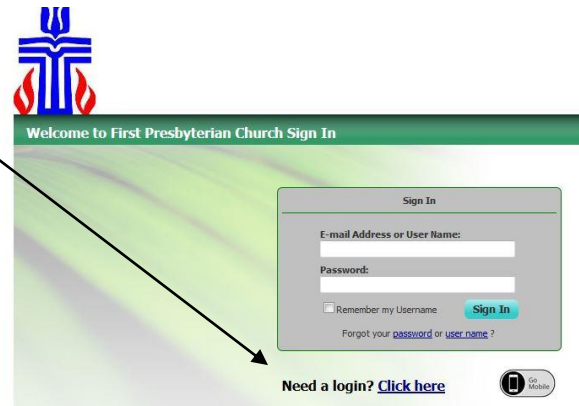 Welcome to First Presbyterian Church Sign In
Sign In
E-mail Address or User Name:
Password:
Remember my Username
Sign In
Forgot your password or user name ?
Need a login? Click here
Go
Mobile